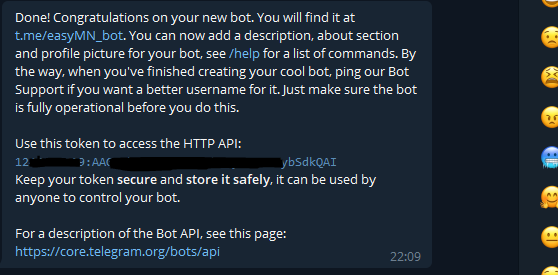 Done! Congratulations on your new bot. You will find it at
t.me/easyMN_bot. You can now add a description, about section
and profile picture for your bot, see /help for a list of commands. By
the way, when you've finished creating your cool bot, ping our Bot
Support if you want a better username for it. Just make sure the bot
is fully operational before you do this.
Use this token to access the HTTP API:
12 9:AAC ybSdkQAI
Keep your token secure and store it safely, it can be used by
anyone to control your bot.
For a description of the Bot API, see this page:
https://core.telegram.org/bots/api
22:09